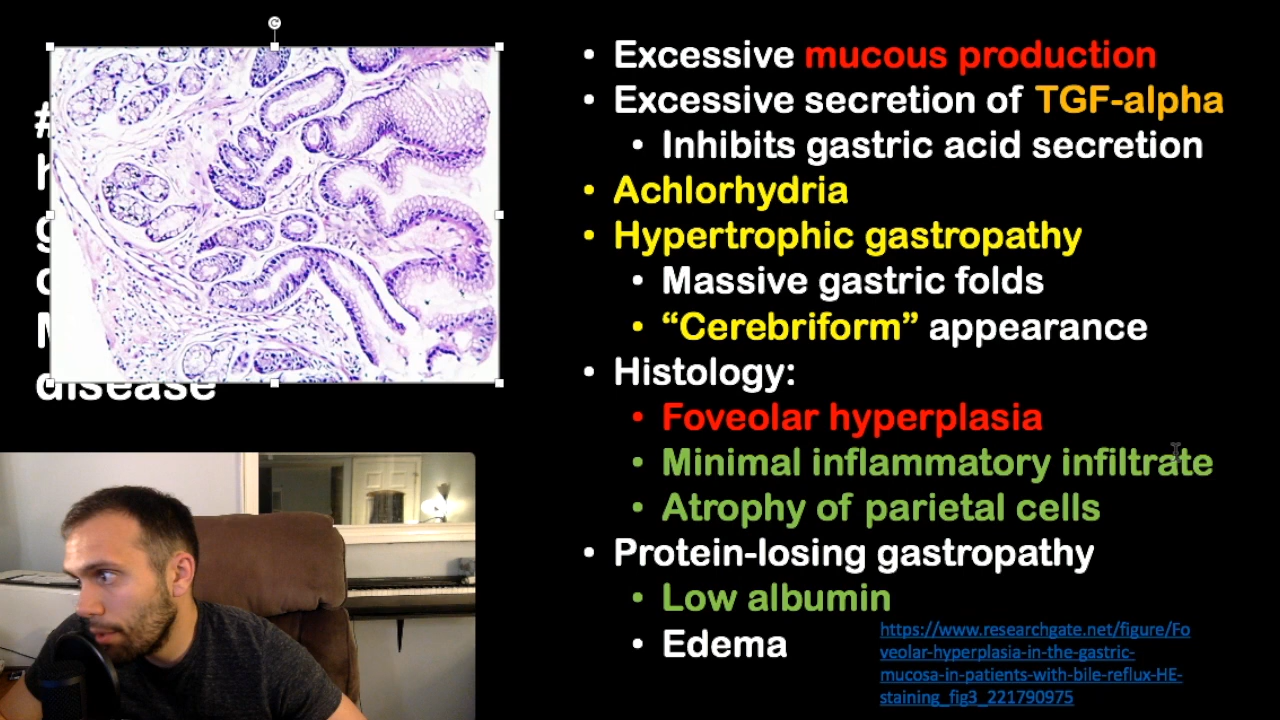 disease
• Excessive mucous production
• Excessive secretion of TGF-alpha
• Inhibits gastric acid secretion
• Achlorhydria
• Hypertrophic gastropathy
• Massive gastric folds
• “Cerebriform” appearance
• Histology:
• Foveolar hyperplasia
• Minimal inflammatory infiltrate
• Atrophy of parietal cells
• Protein-losing gastropathy
• Low albumin
• Edema
https://www.researchgate.net/figure/Fo
veolar-hyperplasia-in-the-gastric-
mucosa-in-patients-with-bile-reflux-HE-
staining_fig3_221790975